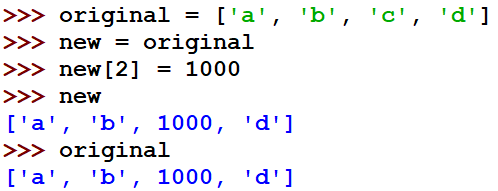 >>> original = ['a', 'b', 'c', 'd']
>>> new = original
>>> new[2] = 1000
>>> new
['a', 'b', 1000, 'd']
>>> original
['a', 'b', 1000, 'd']